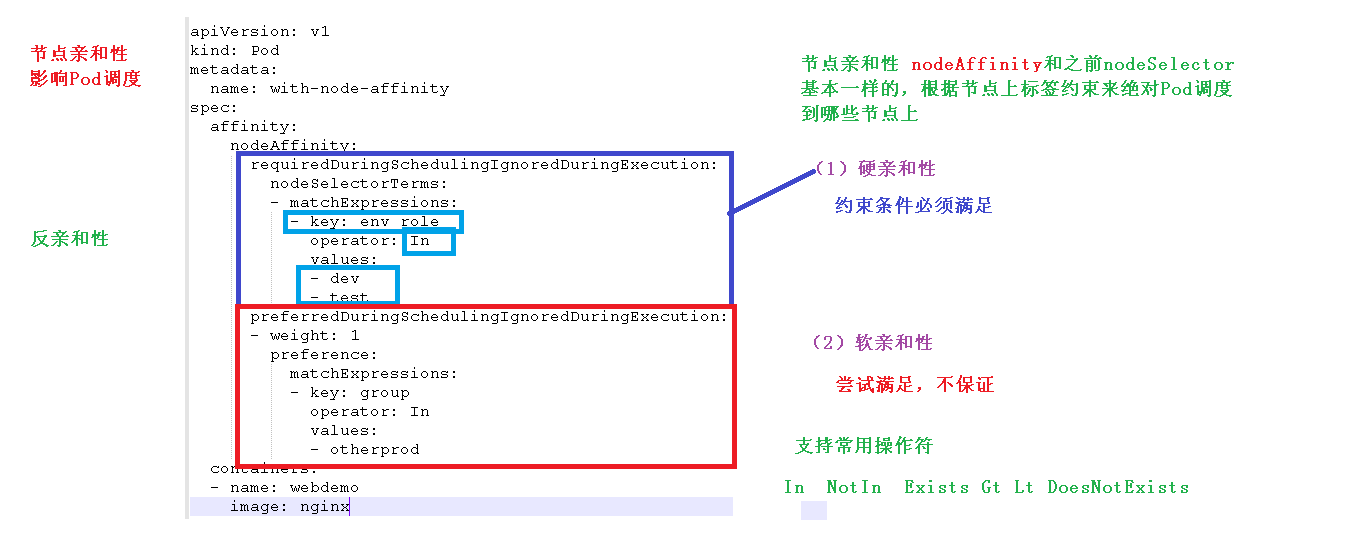 节点亲和性
影响Pod调度
反亲和性
apiVersion: v1
kind: Pod
metadata:
  name: with-node-affinity
spec:
  affinity:
    nodeAffinity:
      requiredDuringSchedulingIgnoredDuringExecution:
        nodeSelectorTerms:
        - matchExpressions:
          - key: env_role
            operator: In
            values:
            - dev
            - test
      preferredDuringSchedulingIgnoredDuringExecution:
      - weight: 1
        preference:
          matchExpressions:
          - key: group
            operator: In
            values:
            - otherprod
  containers:
  - name: webdemo
    image: nginx
节点亲和性 nodeAffinity和之前nodeSelector
基本一样的，根据节点上标签约束来绝对Pod调度
到哪些节点上
（1）硬亲和性
约束条件必须满足
（2）软亲和性
尝试满足，不保证
支持常用操作符
In NotIn Exists Gt Lt DoesNotExists